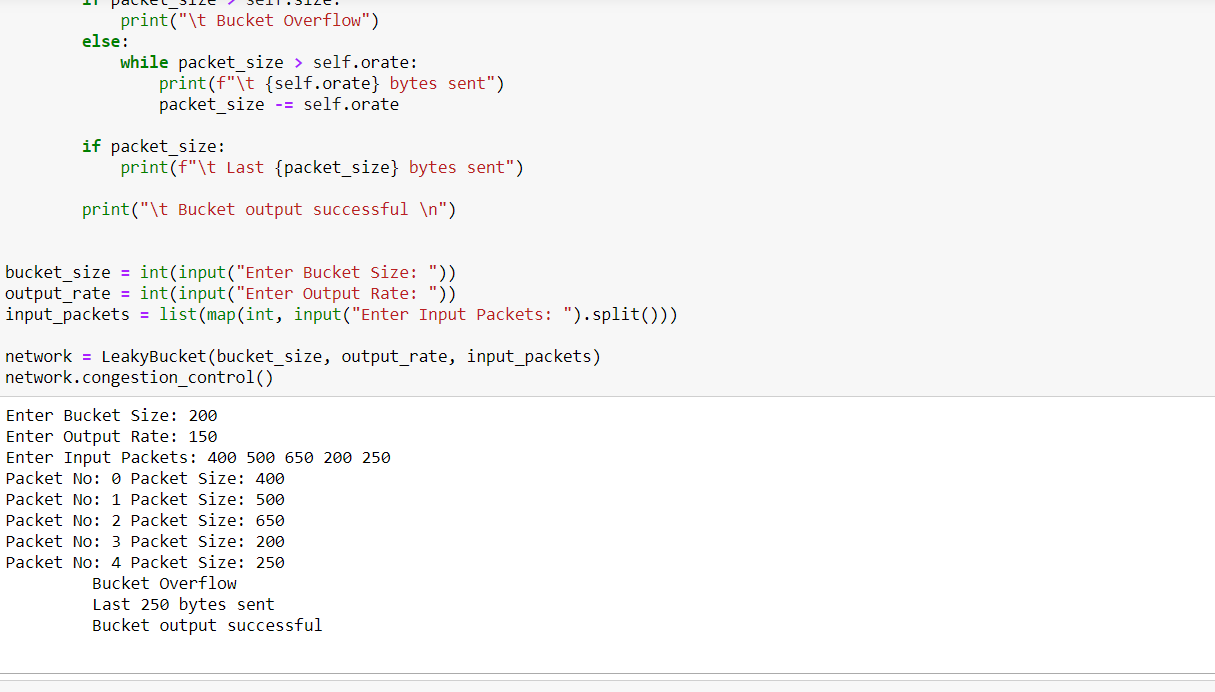 if packet_size > self.size:
print("\t Bucket Overflow")
else:
while packet_size > self.orate:
print(f"\t {self.orate} bytes sent")
packet_size -= self.orate
if packet_size:
print(f"\t Last {packet_size} bytes sent")
print("\t Bucket output successful \n")
bucket_size = int(input("Enter Bucket Size: "))
output_rate = int(input("Enter Output Rate: "))
input_packets = list(map(int, input("Enter Input Packets: ").split()))
network = LeakyBucket(bucket_size, output_rate, input_packets)
network.congestion_control()
Enter Bucket Size: 200
Enter Output Rate: 150
Enter Input Packets: 400 500 650 200 250
Packet No: 0 Packet Size: 400
Packet No: 1 Packet Size: 500
Packet No: 2 Packet Size: 650
Packet No: 3 Packet Size: 200
Packet No: 4 Packet Size: 250
Bucket Overflow
Last 250 bytes sent
Bucket output successful